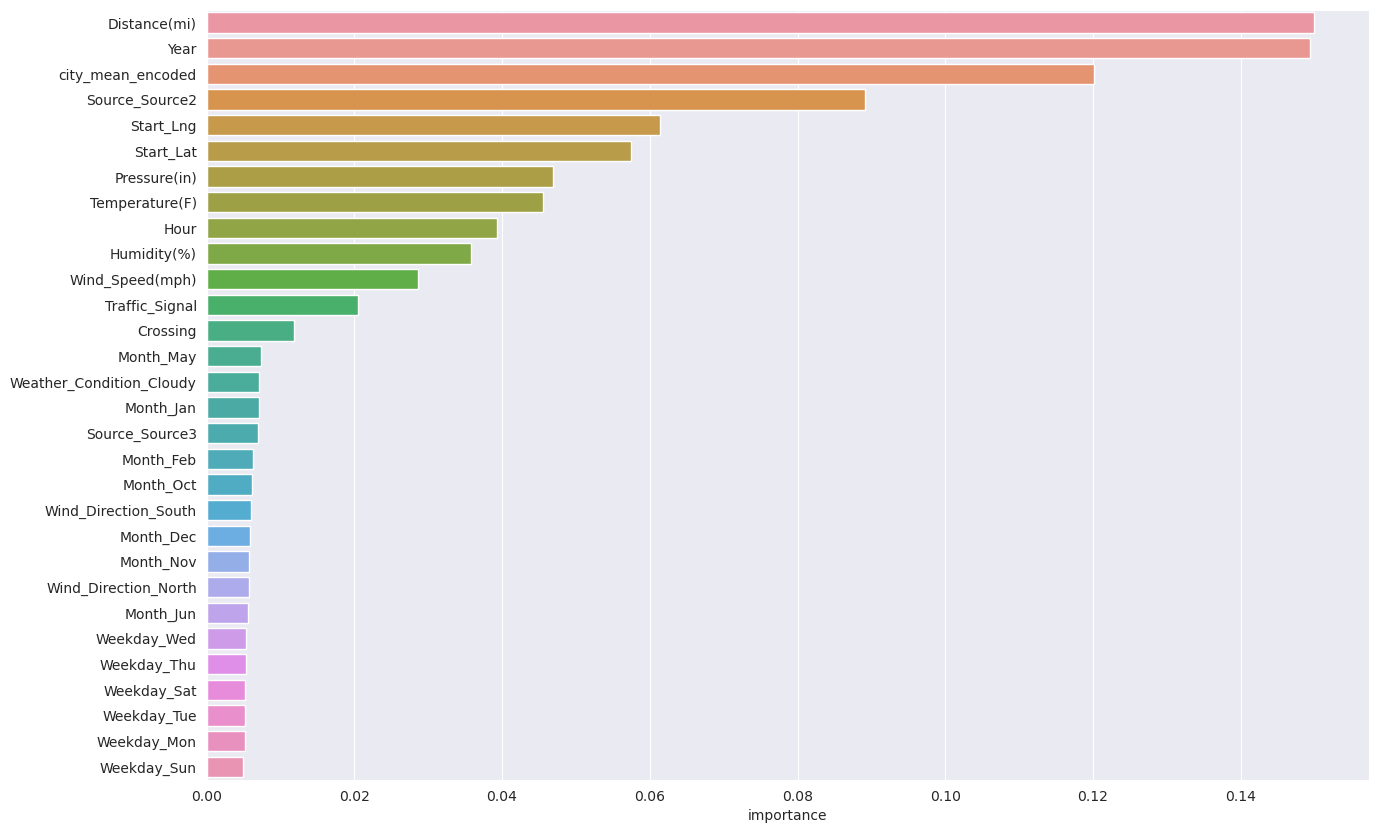 Distance(mi)
Year
city_mean_encoded
Source_Source2
Start_Lng
Start_Lat
Pressure(in)
Temperature(F)
Hour
Humidity(%)
Wind_Speed(mph)
Traffic_Signal
Crossing
Month_May
Weather_Condition_Cloudy
Month_Jan
Source_Source3
Month_Feb
Month_Oct
Wind_Direction_South
Month_Dec
Month_Nov
Wind_Direction_North
Month_Jun
Weekday_Wed
Weekday_Thu
Weekday_Sat
Weekday_Tue
Weekday_Mon
Weekday_Sun
0.00 0.02 0.04 0.06 0.08 0.10 0.12 0.14
importance